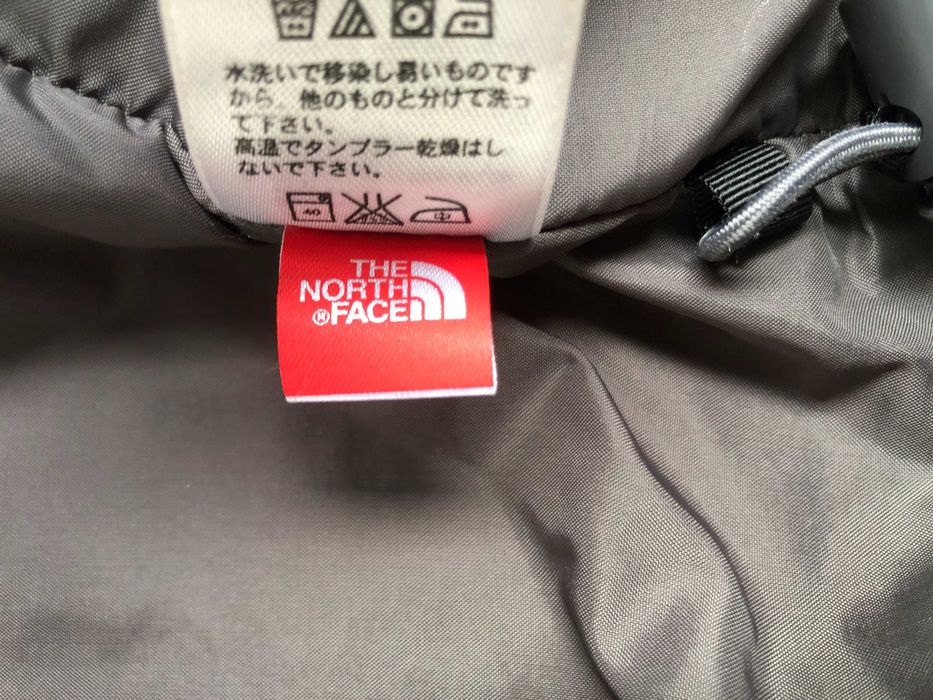 水洗いで移染し易いものです
から、他のものと分けて洗っ
て下さい。
高温でタンブラー乾燥はし
ないで下さい。
40
THE
NORTH
®FACE